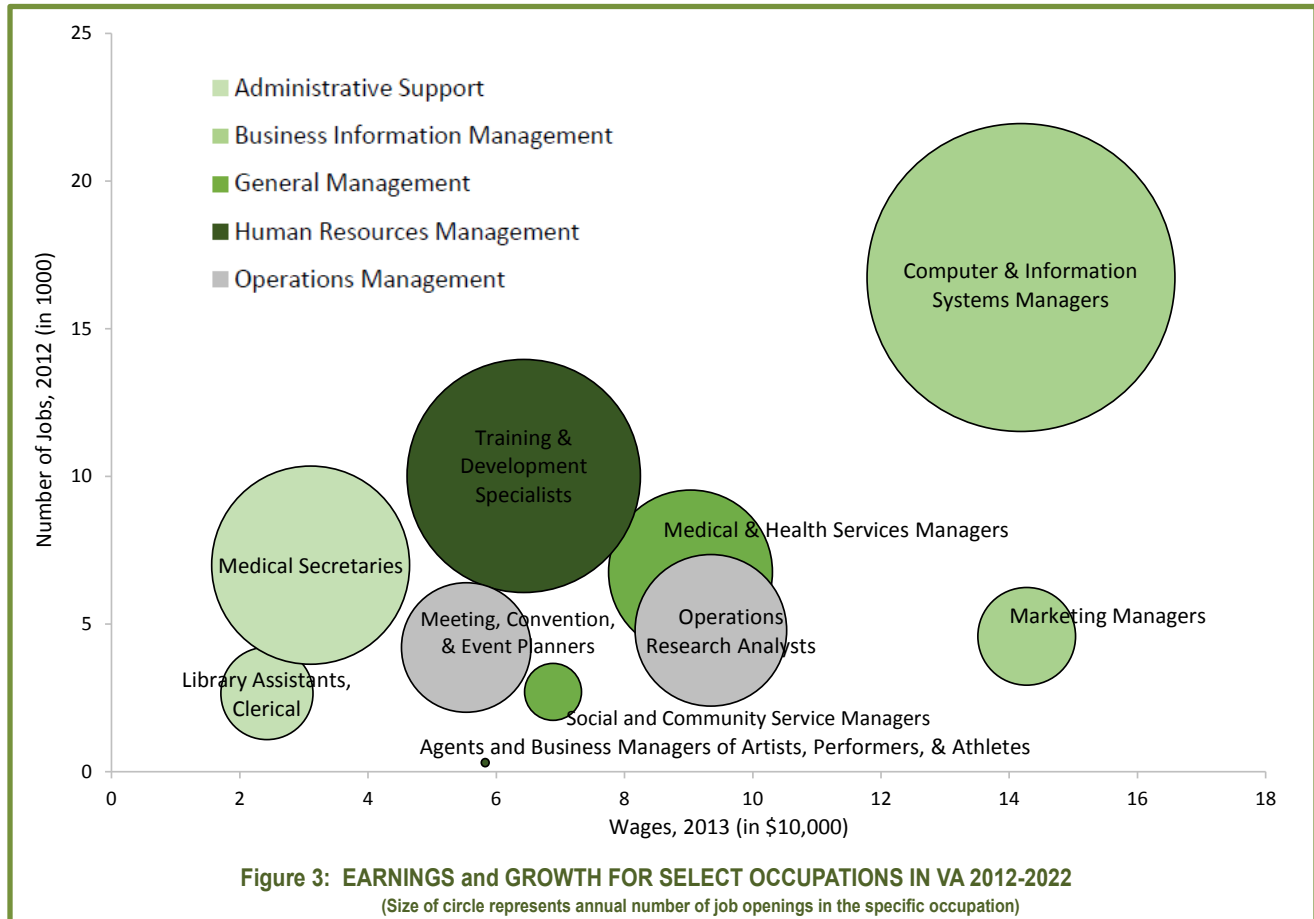 25
20
15
10
5
0
Number of Jobs, 2012 (in 1000)
Administrative Support
Business Information Management
General Management
Human Resources Management
Operations Management
Computer & Information
Systems Managers
Training &
Development
Specialists
Medical & Health Services Managers
Medical Secretaries
Meeting, Convention,
& Event Planners
Operations
Research Analysts
Marketing Managers
Library Assistants,
Clerical
Social and Community Service Managers
Agents and Business Managers of Artists, Performers, & Athletes
0 2 4 6 8 10 12 14 16 18
Wages, 2013 (in $10,000)
Figure 3: EARNINGS and GROWTH FOR SELECT OCCUPATIONS IN VA 2012-2022
(Size of circle represents annual number of job openings in the specific occupation)